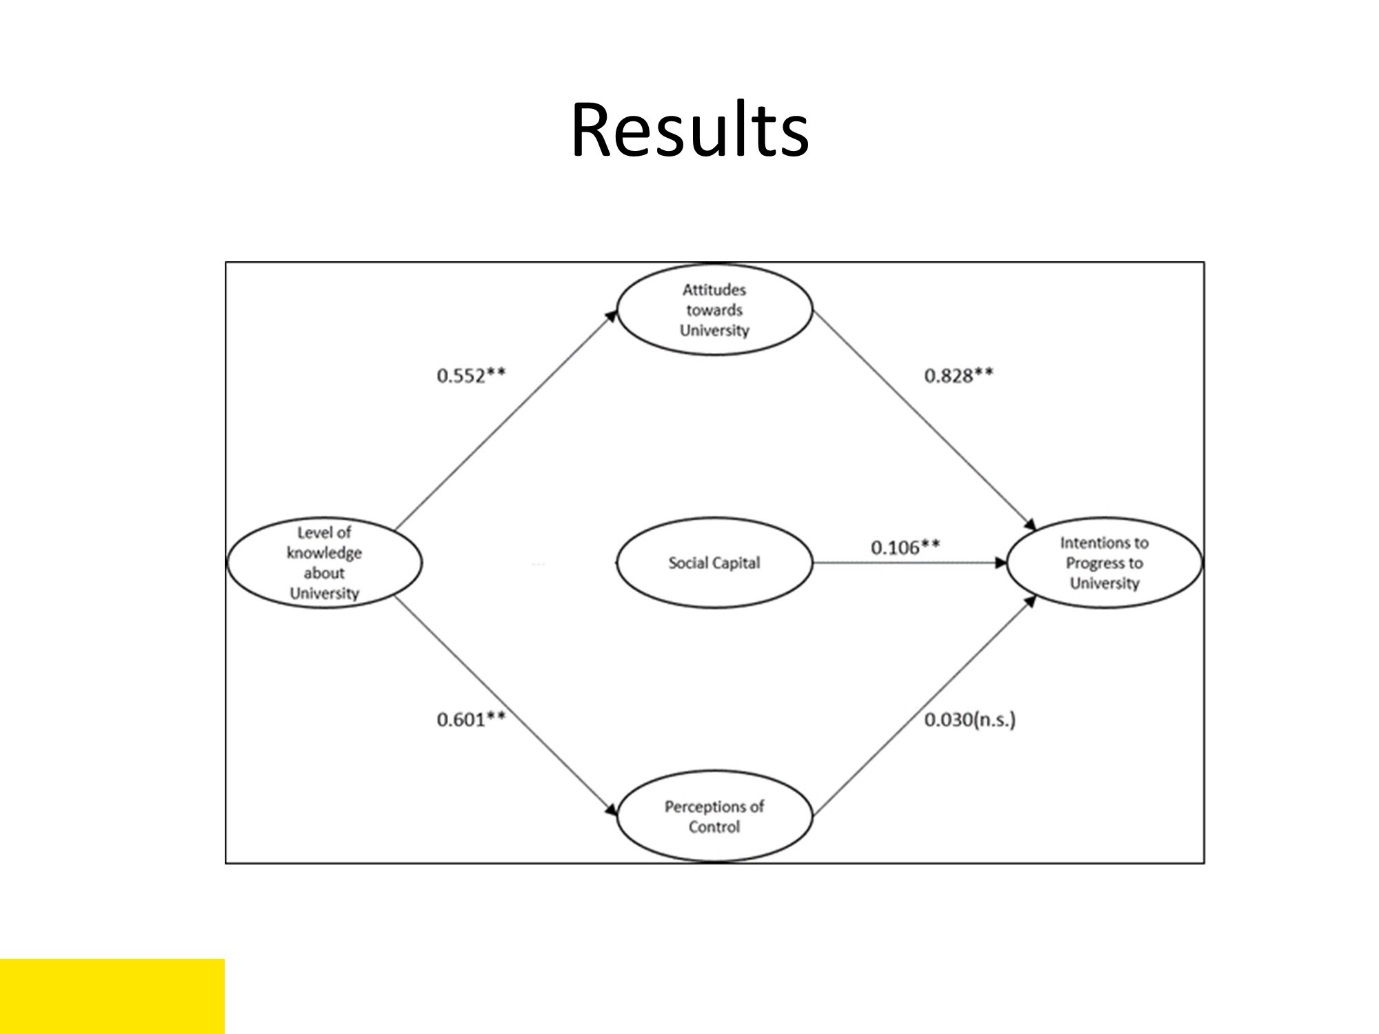 Results
Attitudes
towards
University
0.552**
0.828**
Level of
knowledge
about
University
Social Capital
0.106**
Intentions to
Progress to
University
0.601**
0.030(n.s.)
Perceptions of
Control